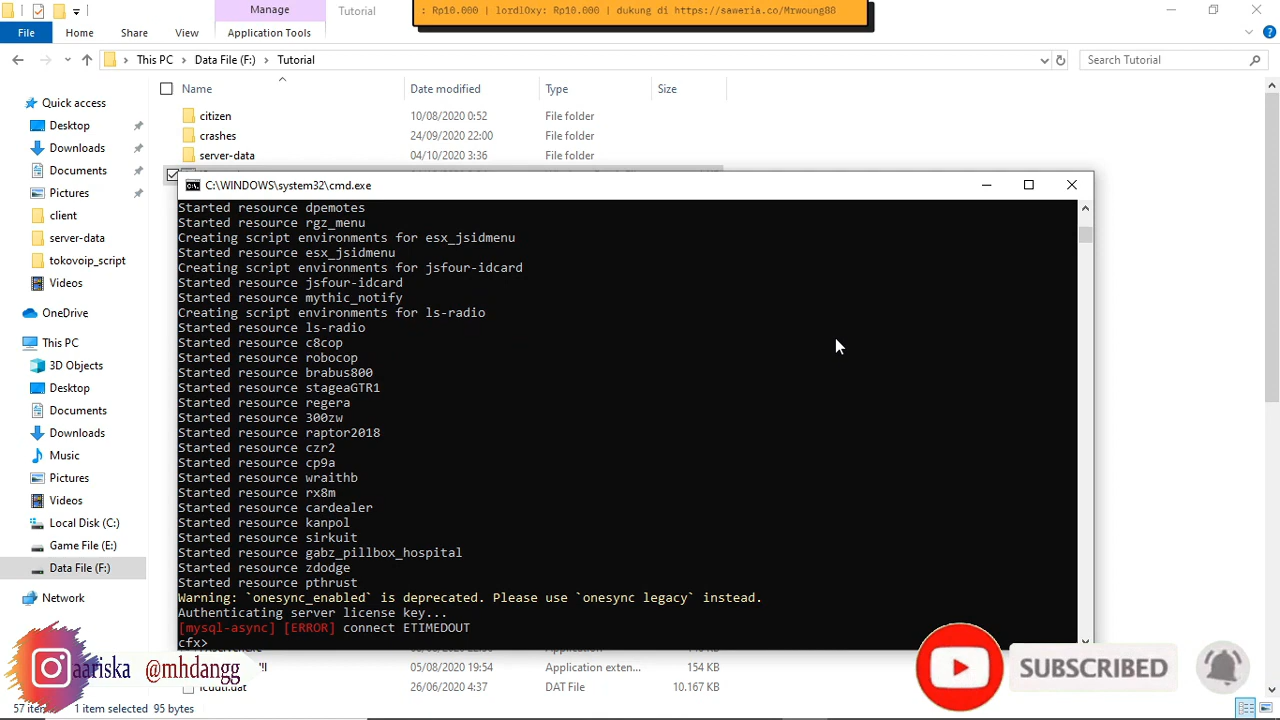 : Rp10.000 | lordl0xy: Rp10.000 | dukung di https://saweria.co/Mrwoung88
Manage
Tutorial
File
Home
Share
View
Application Tools
This PC
Data File (F:)
Tutorial
Search Tutorial
Name
Date modified
Type
Size
Quick access
Desktop
Downloads
Documents
Pictures
client
server-data
tokovoip_script
Videos
OneDrive
This PC
3D Objects
Desktop
Documents
Downloads
Music
Pictures
Videos
Local Disk (C:)
Game File (E:)
Data File (F:)
Network
citizen 10/08/2020 0:52 File folder
crashes 24/09/2020 22:00 File folder
server-data 04/10/2020 3:36 File folder
C:\WINDOWS\system32\cmd.exe
Started resource dpemotes
Started resource rgz_menu
Creating script environments for esx_jsidmenu
Started resource esx_jsidmenu
Creating script environments for jsfour-idcard
Started resource jsfour-idcard
Started resource mythic_notify
Creating script environments for ls-radio
Started resource ls-radio
Started resource c8cop
Started resource robocop
Started resource brabus800
Started resource stageaGTR1
Started resource regera
Started resource 300zw
Started resource raptor2018
Started resource czr2
Started resource cp9a
Started resource wraithb
Started resource rx8m
Started resource cardealer
Started resource kanpol
Started resource sirkuit
Started resource gabz_pillbox_hospital
Started resource zdodge
Started resource pthrust
Warning: `onesync_enabled` is deprecated. Please use `onesync legacy` instead.
Authenticating server license key...
[mysql-async] [ERROR] connect ETIMEDOUT
cfx>
05/08/2020 19:54 Application exten... 154 KB
26/06/2020 4:37 DAT File 10.167 KB
aariska @mhdangg
SUBSCRIBED
57 items
1 item selected 95 bytes